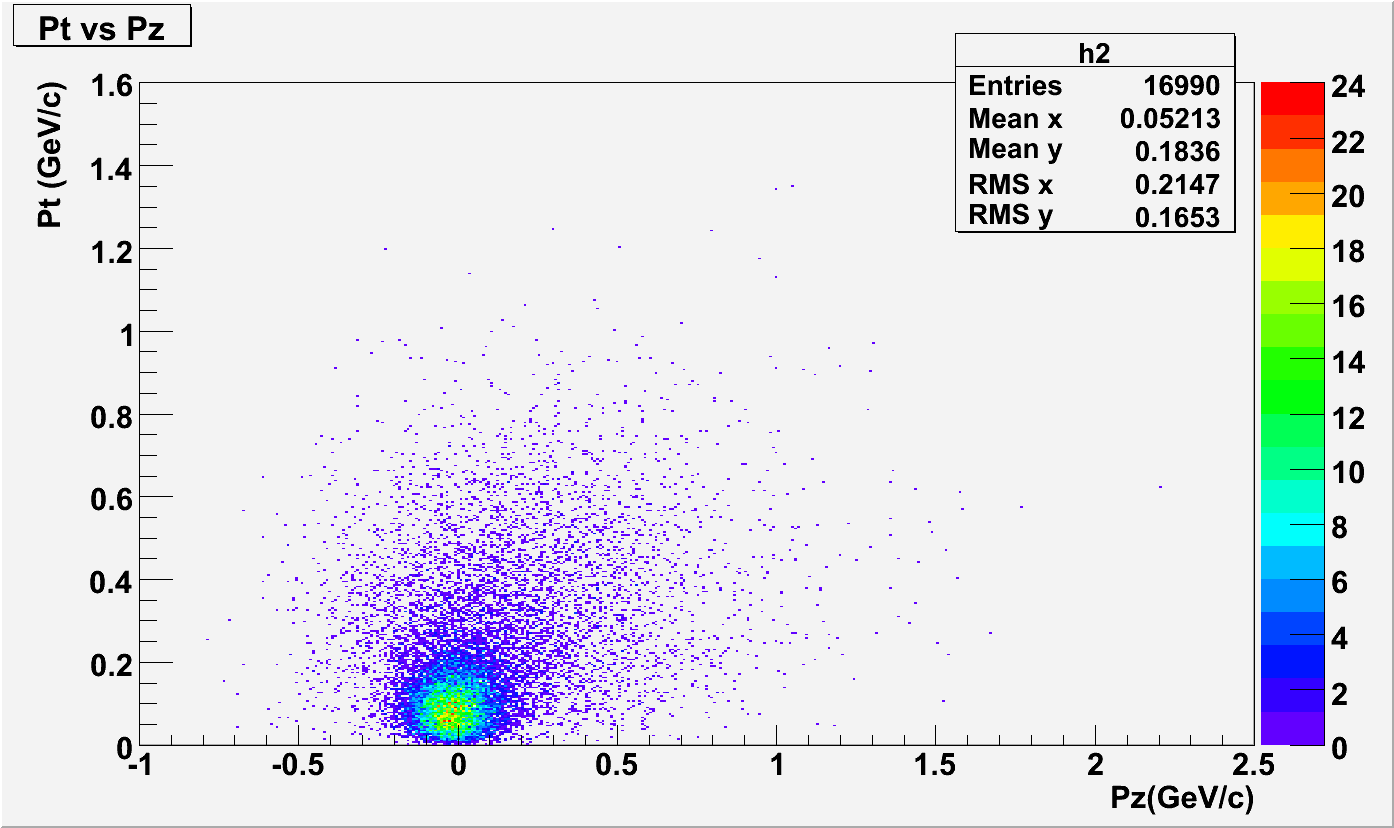 Pt vs Pz
h2
Entries 16990
Mean x 0.05213
Mean y 0.1836
RMS x 0.2147
RMS y 0.1653
Pt (GeV/c)
1.6
1.4
1.2
1
0.8
0.6
0.4
0.2
0
-1 -0.5 0 0.5 1 1.5 2 2.5
Pz(GeV/c)
24
22
20
18
16
14
12
10
8
6
4
2
0